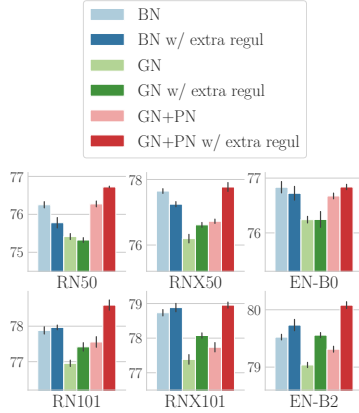 BN
BN w/ extra regul
GN
GN w/ extra regul
GN+PN
GN+PN w/ extra regul
77
76
75
RN50
78
76
RNX50
77
76
EN-B0
78
77
RN101
79
78
77
RNX101
80
79
EN-B2